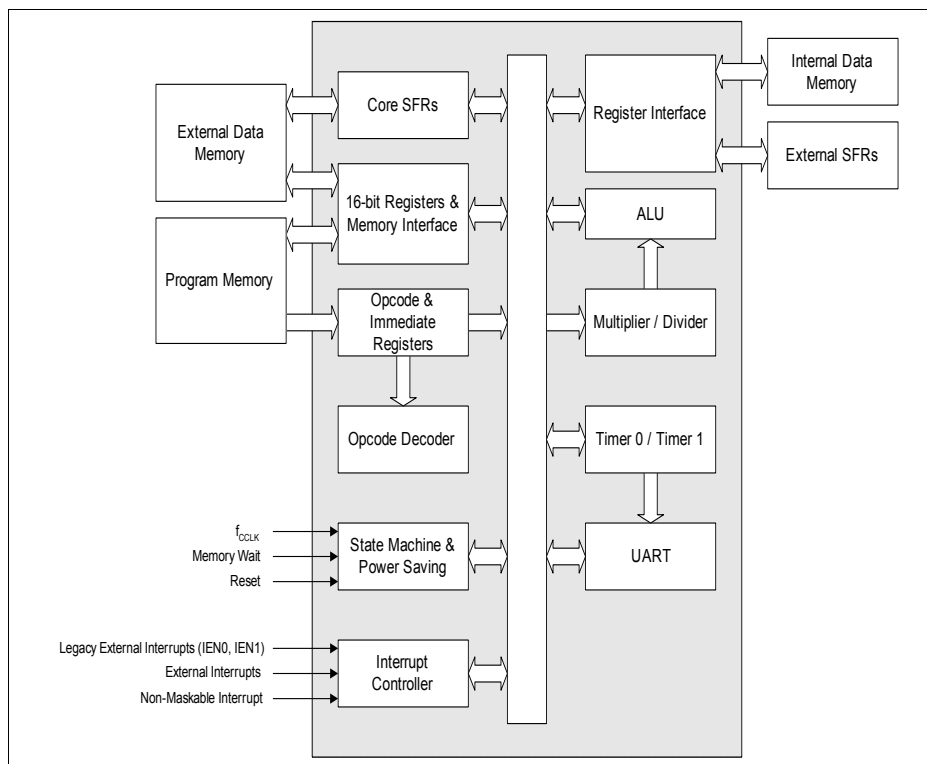 External Data
Memory
Program Memory
Core SFRs
16-bit Registers &
Memory Interface
Opcode &
Immediate
Registers
Opcode Decoder
State Machine &
Power Saving
Interrupt
Controller
fCCLK
Memory Wait
Reset
Legacy External Interrupts (IEN0, IEN1)
External Interrupts
Non-Maskable Interrupt
Register Interface
ALU
Multiplier / Divider
Timer 0 / Timer 1
UART
Internal Data
Memory
External SFRs